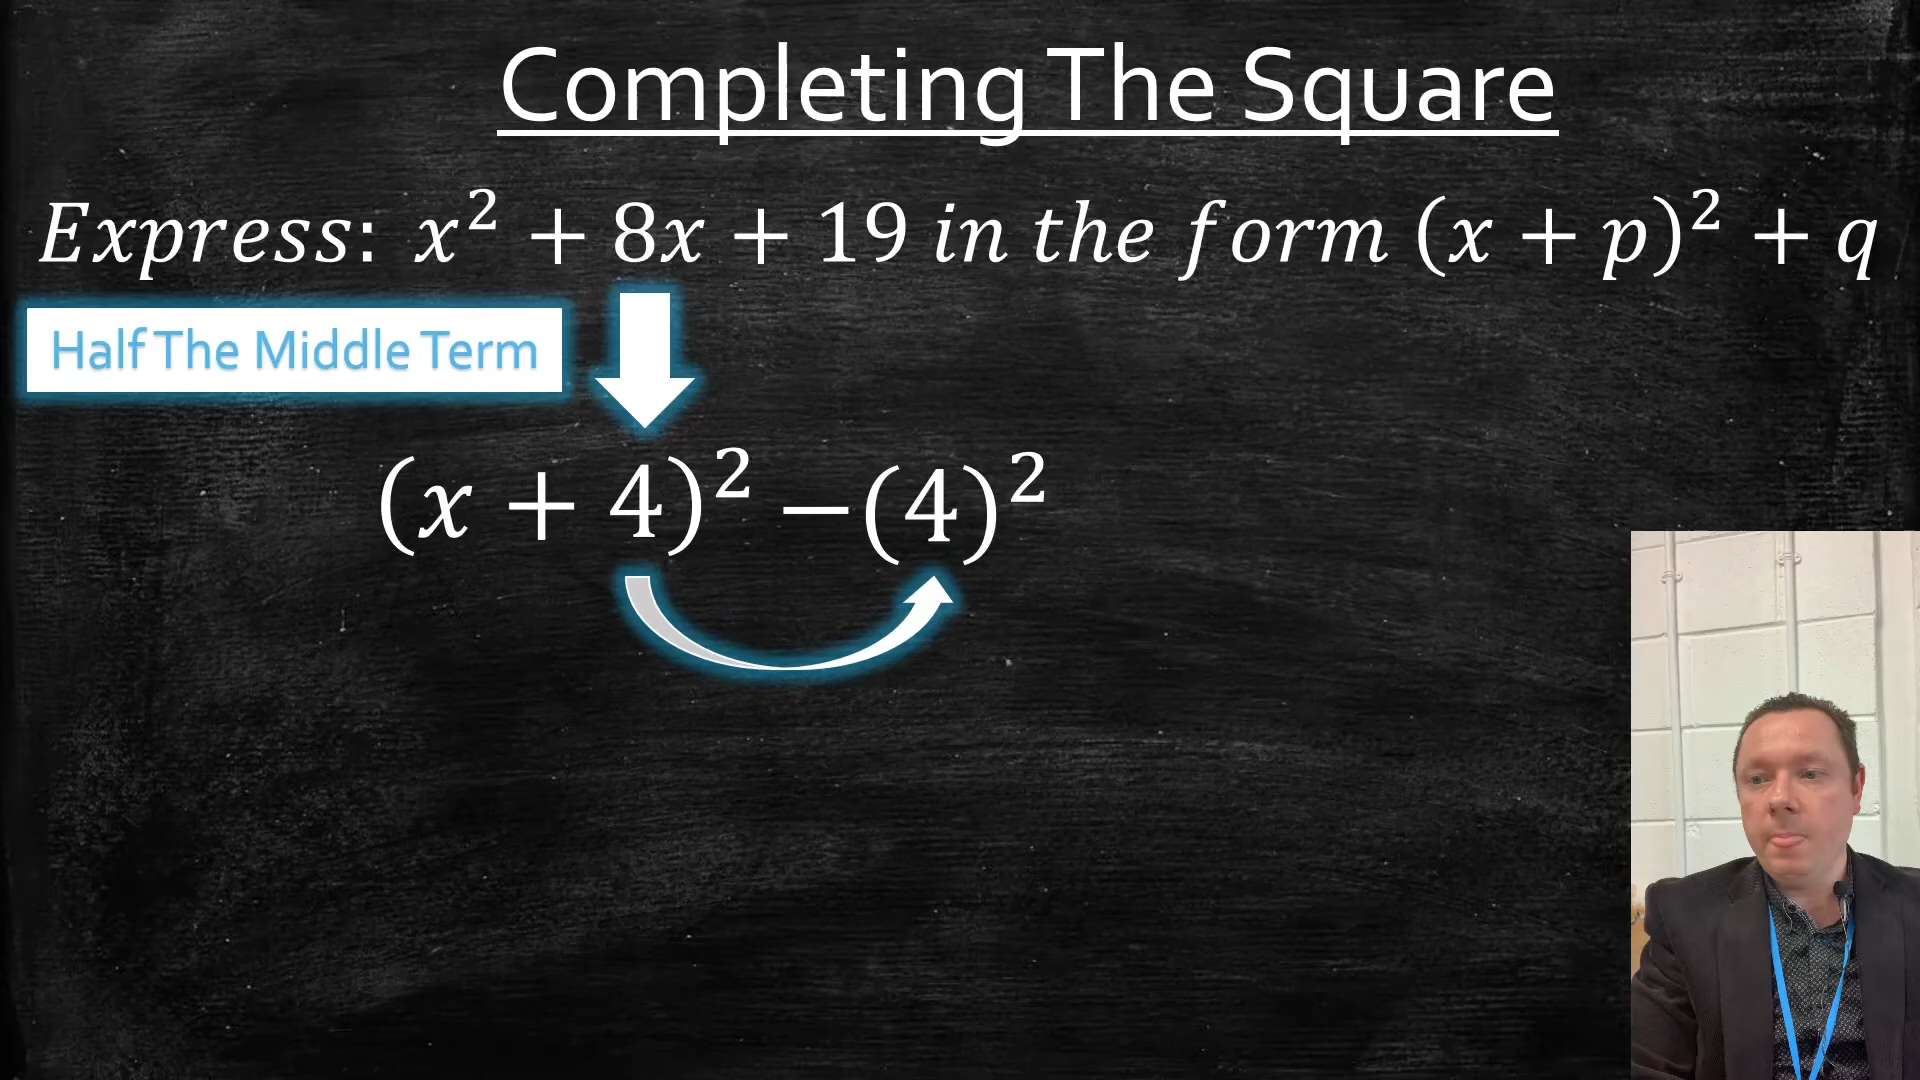 Completing The Square
Express: x² + 8x + 19 in the form (x + p)² + q
Half The Middle Term
(x + 4)² −(4)²